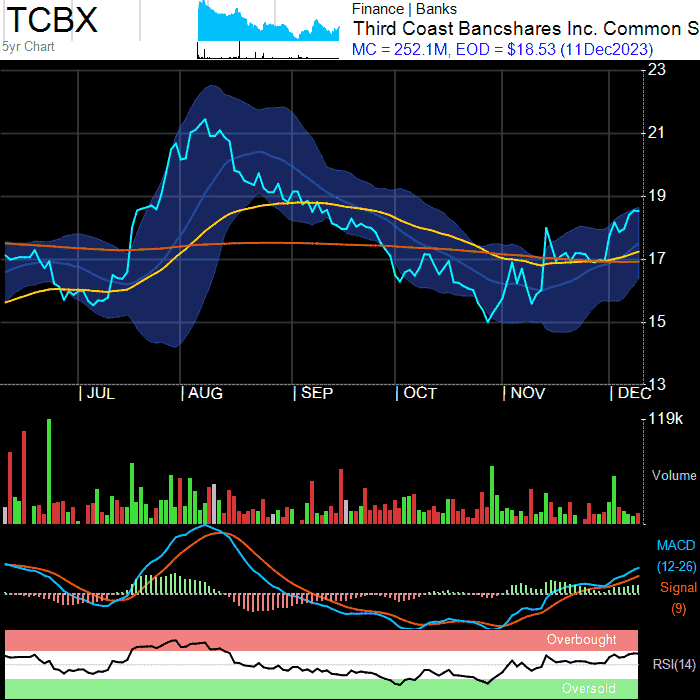 TCBX
5yr Chart
Finance | Banks
Third Coast Bancshares Inc. Common S
MC = 252.1M, EOD = $18.53 (11Dec2023)
23
21
19
17
15
13
| JUL | AUG | SEP | OCT | NOV | DEC
119k
Volume
MACD
(12-26)
Signal
(9)
Overbought
RSI(14)
Oversold